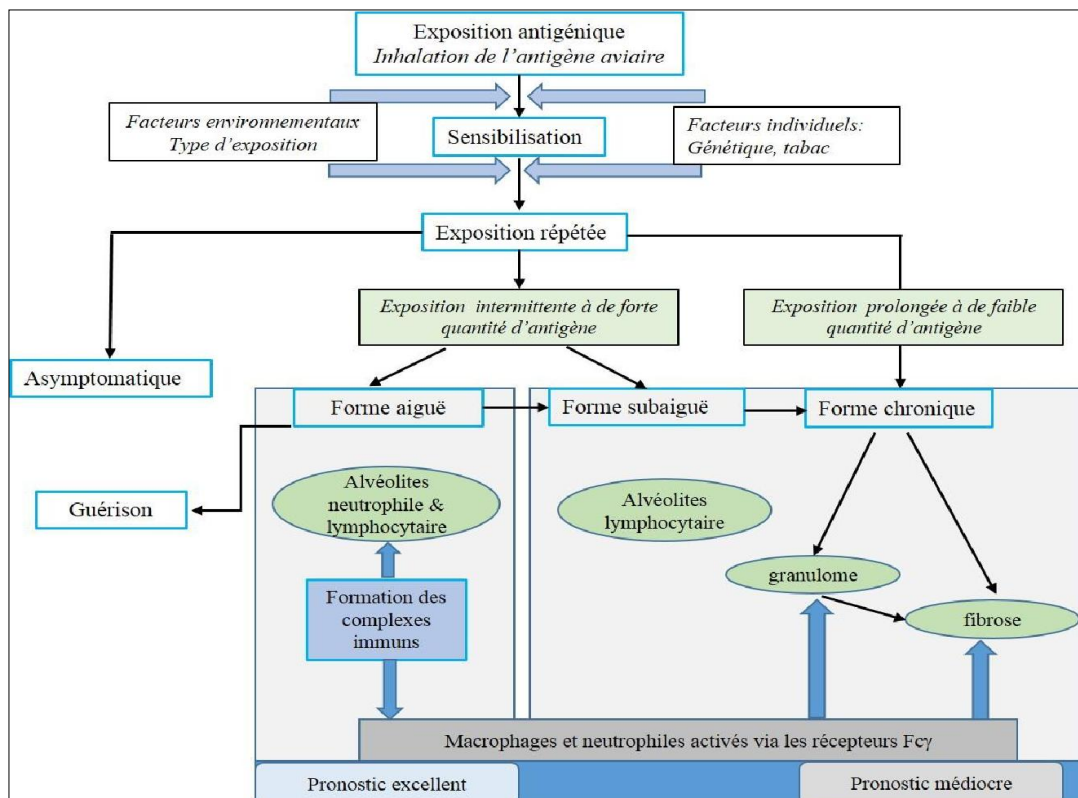 Exposition antigénique
Inhalation de l'antigène aviaire
Facteurs environnementaux
Type d'exposition
Sensibilisation
Facteurs individuels:
Génétique, tabac
Exposition répétée
Exposition intermittente à de forte
quantité d'antigène
Exposition prolongée à de faible
quantité d'antigène
Asymptomatique
Forme aiguë
Forme subaiguë
Forme chronique
Guérison
Alvéolites
neutrophile &
lymphocytaire
Alvéolites
lymphocytaire
granulome
fibrose
Formation des
complexes
immuns
Macrophages et neutrophiles activés via les récepteurs Fcγ
Pronostic excellent
Pronostic médiocre